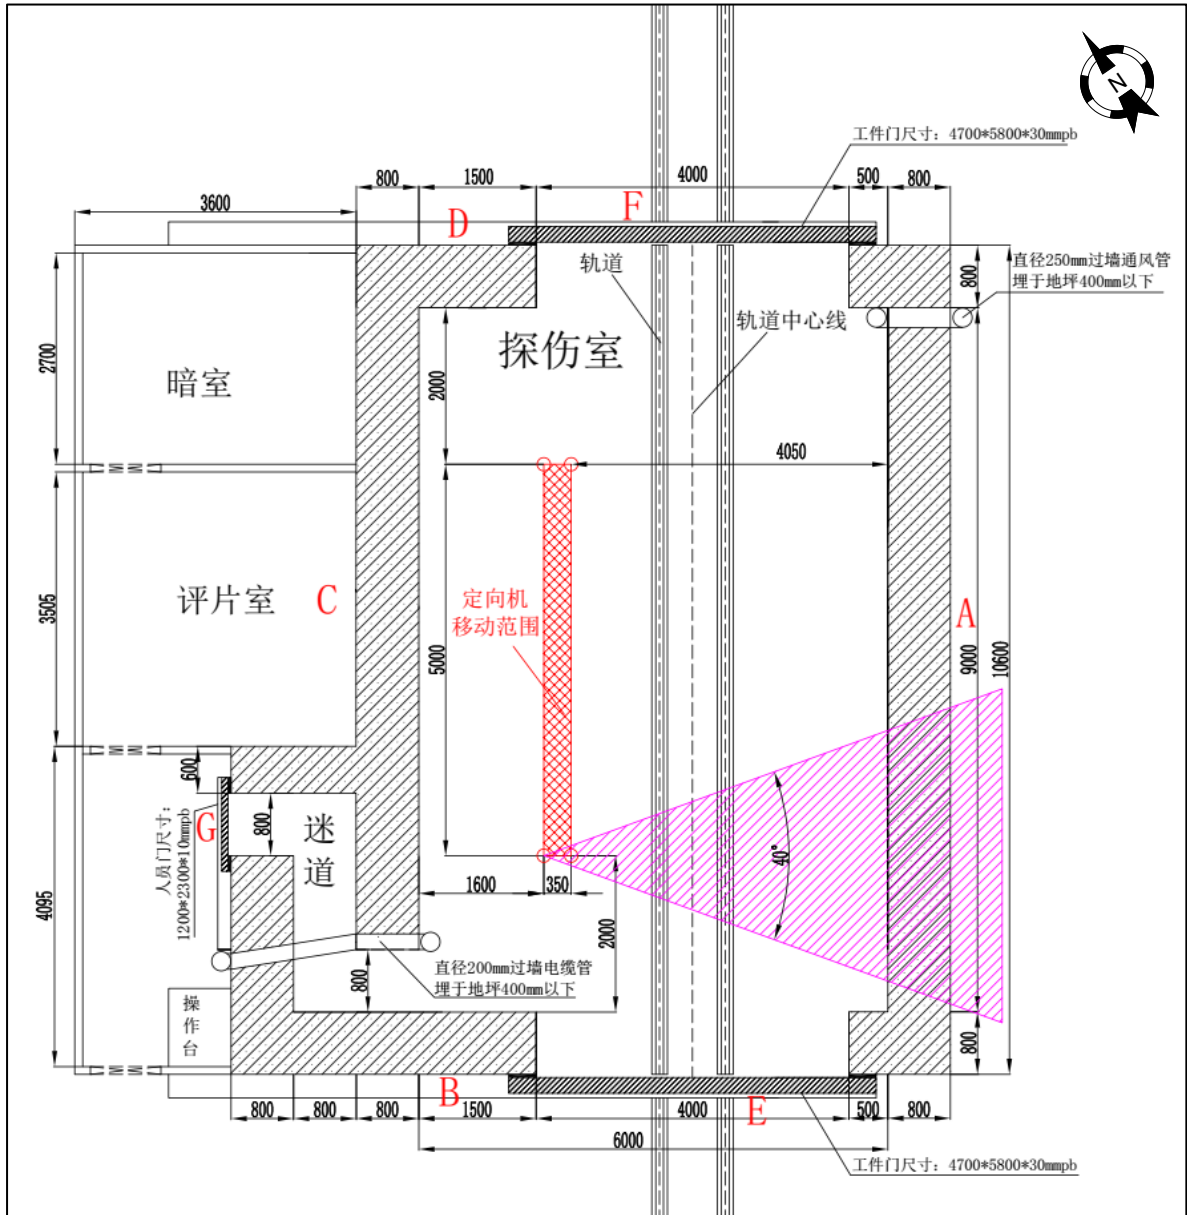 N
工件门尺寸：4700*5800*30mmpb
800
1500
4000
500
800
3600
D
F
轨道
直径250mm过墙通风管
埋于地坪400mm以下
800
轨道中心线
探伤室
2700
暗室
2000
4050
评片室
C
3505
定向机
移动范围
5000
A
9000
10600
600
G
人员门尺寸：
1200*2300*10mmpb
800
迷道
40°
4095
1600
350
2000
直径200mm过墙电缆管
埋于地坪400mm以下
800
操作台
800
B
E
800
800
800
1500
4000
500
800
6000
工件门尺寸：4700*5800*30mmpb